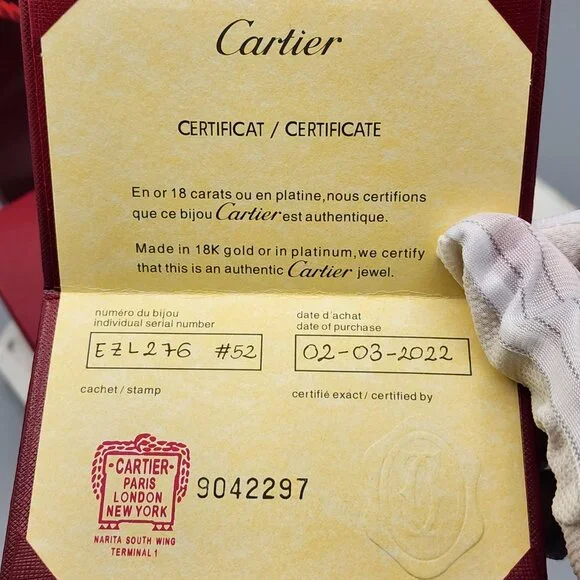 Cartier
CERTIFICAT / CERTIFICATE
En or 18 carats ou en platine,nous certifions
que ce bijou Cartier est authentique.
Made in 18K gold or in platinum,we certify
that this is an authentic Cartier jewel.
numéro du bijou
individual serial number
EZL276 #52
date d'achat
date of purchase
02-03-2022
cachet / stamp
certifié exact / certified by
CARTIER
PARIS
LONDON
NEW YORK
NARITA SOUTH WING
TERMINAL 1
9042297